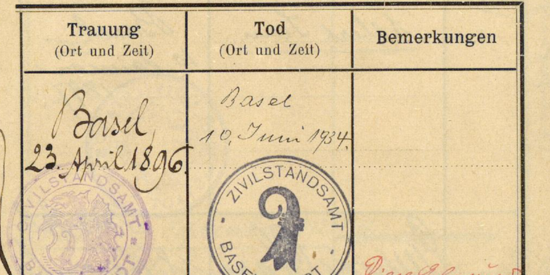 Trauung
(Ort und Zeit)
Tod
(Ort und Zeit)
Bemerkungen
Basel,
23. April 1896.
Basel
10. Juni 1934.
ZIVILSTANDSAMT
ZIVILSTANDSAMT